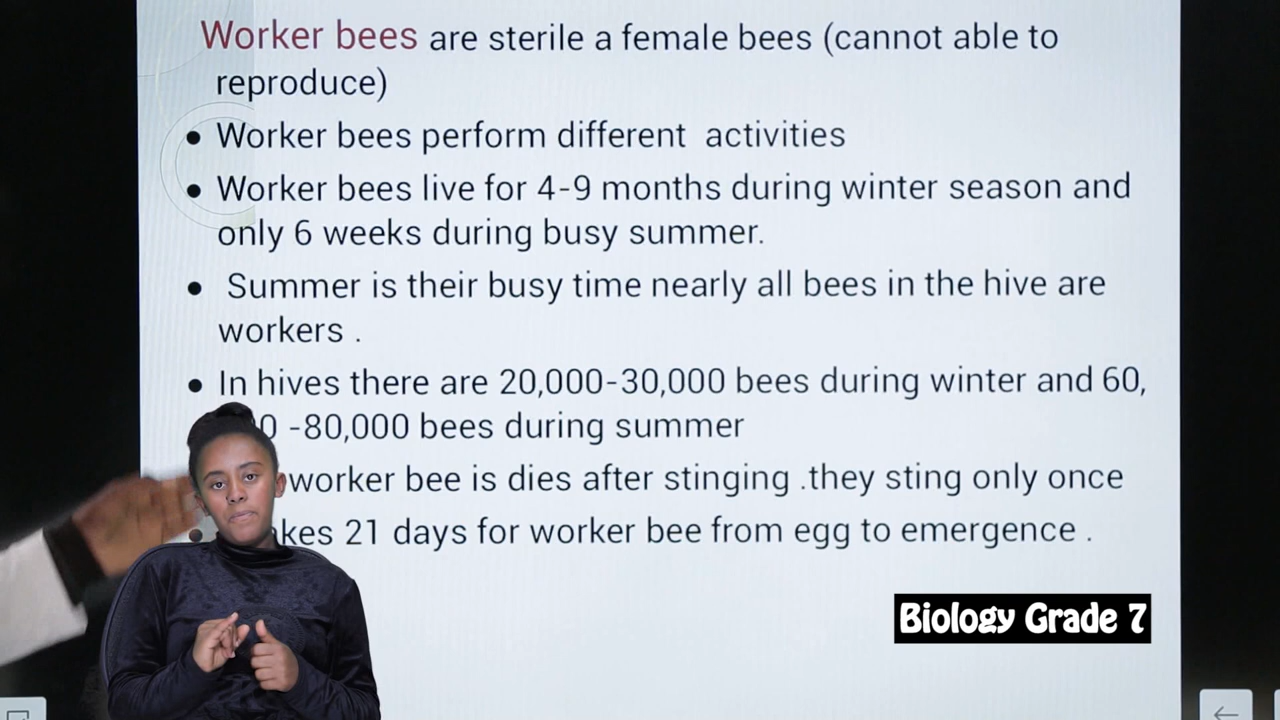 Worker bees are sterile a female bees (cannot able to
reproduce)
• Worker bees perform different activities
• Worker bees live for 4-9 months during winter season and
only 6 weeks during busy summer.
• Summer is their busy time nearly all bees in the hive are
workers .
• In hives there are 20,000-30,000 bees during winter and 60,
-80,000 bees during summer
worker bee is dies after stinging .they sting only once
21 days for worker bee from egg to emergence .
Biology Grade 7